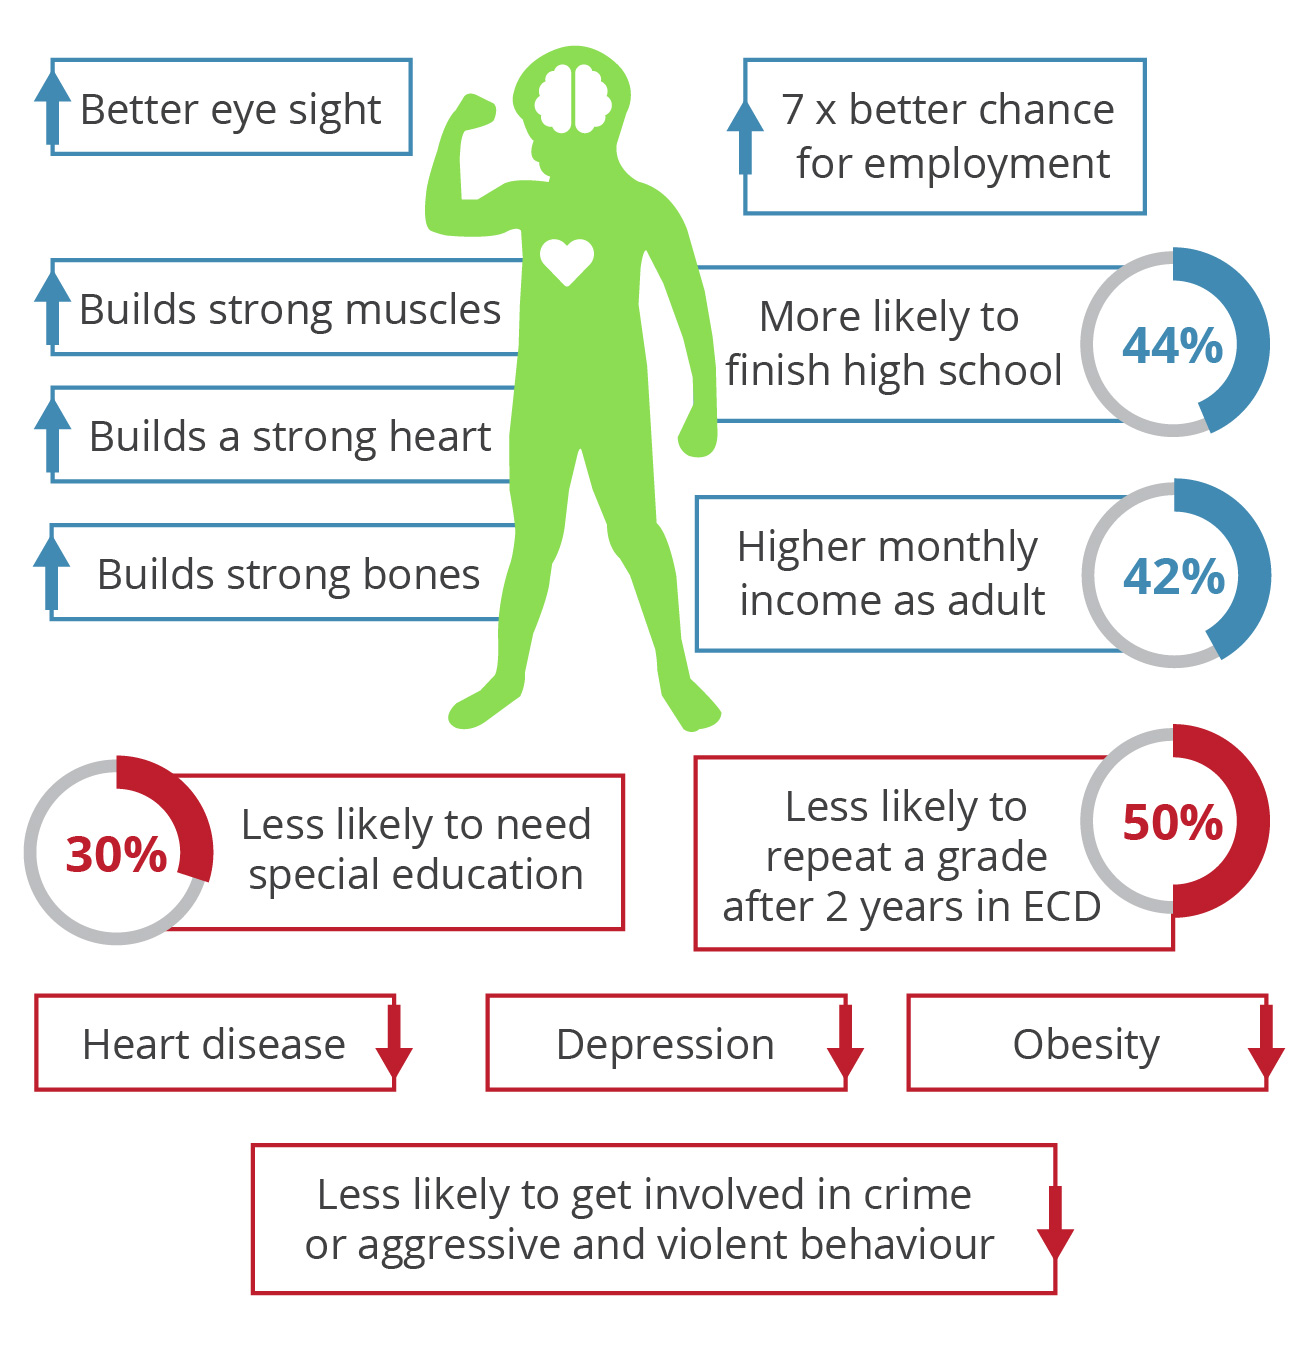 Better eye sight
7 x better chance
for employment
Builds strong muscles
More likely to
finish high school
44%
Builds a strong heart
Builds strong bones
Higher monthly
income as adult
42%
30%
Less likely to need
special education
Less likely to
repeat a grade
after 2 years in ECD
50%
Heart disease
Depression
Obesity
Less likely to get involved in crime
or aggressive and violent behaviour